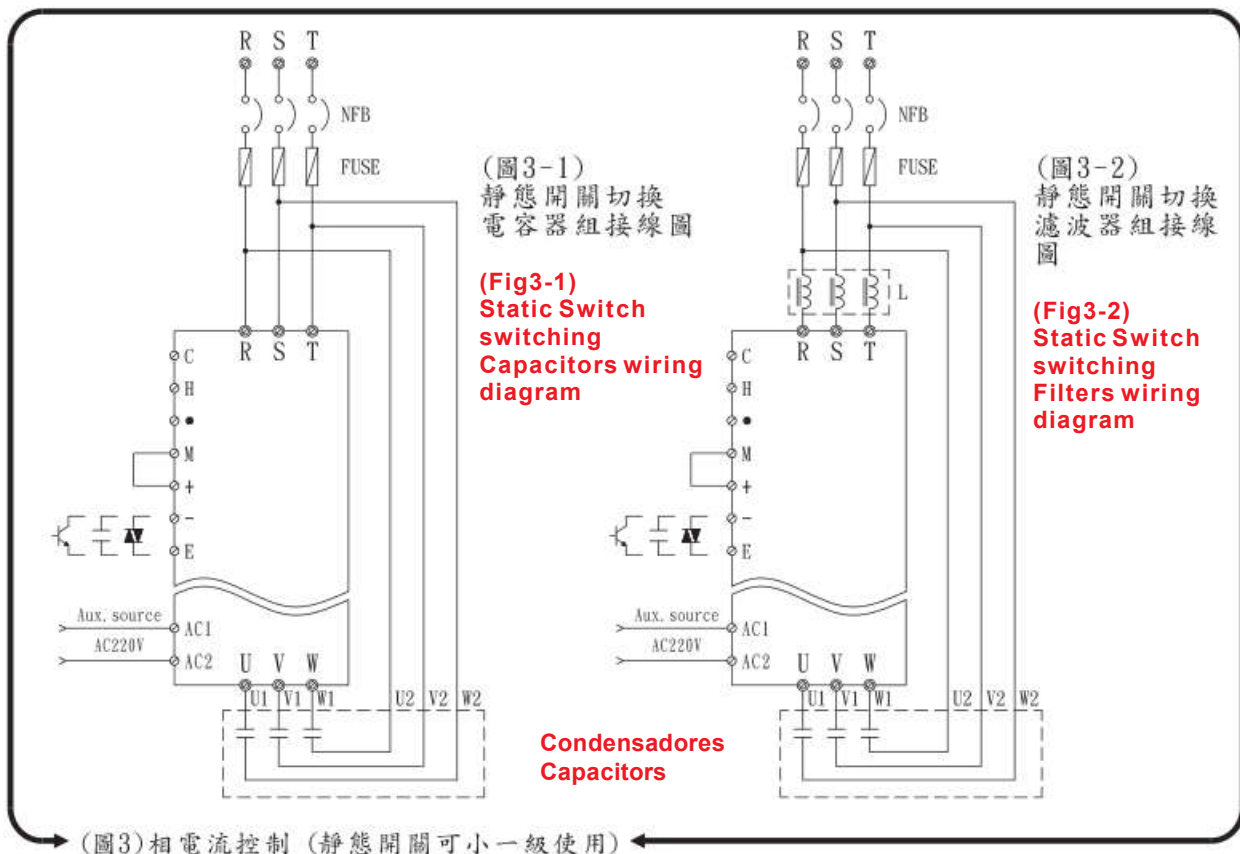 R S T
NFB
FUSE
(圖3-1)
靜態開關切換
電容器組接線圖
(Fig3-1)
Static Switch
switching
Capacitors wiring
diagram
R S T
C
H
●
M
+
-
E
Aux. source
AC220V
AC1
AC2
U V W
U1 V1 W1 U2 V2 W2
R S T
NFB
FUSE
(圖3-2)
靜態開關切換
濾波器組接線
圖
L
(Fig3-2)
Static Switch
switching
Filters wiring
diagram
R S T
C
H
●
M
+
-
E
Aux. source
AC220V
AC1
AC2
U V W
U1 V1 W1 U2 V2 W2
Condensadores
Capacitors
(圖3)相電流控制 (靜態開關可小一級使用)